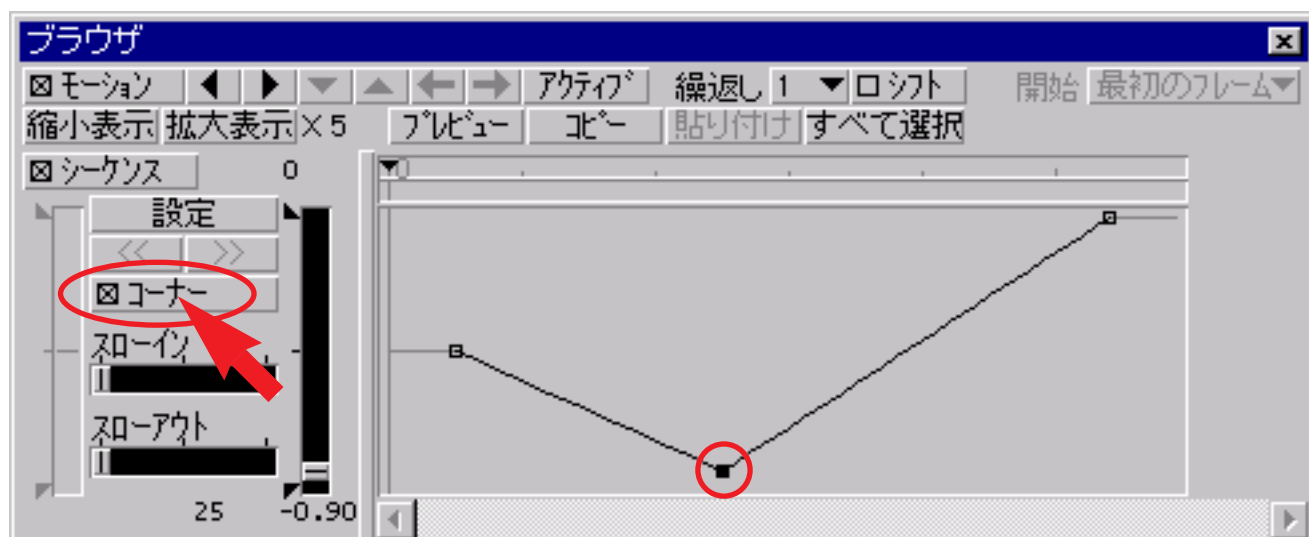 ブラウザ
モーション アクティブ 繰返し 1 シフト 開始 最初のフレーム
縮小表示 拡大表示 ×5 プレビュー コピー 貼り付け すべて選択
シーケンス 0 0
設定
<< >>
コーナー
スローイン
スローアウト
25 -0.90